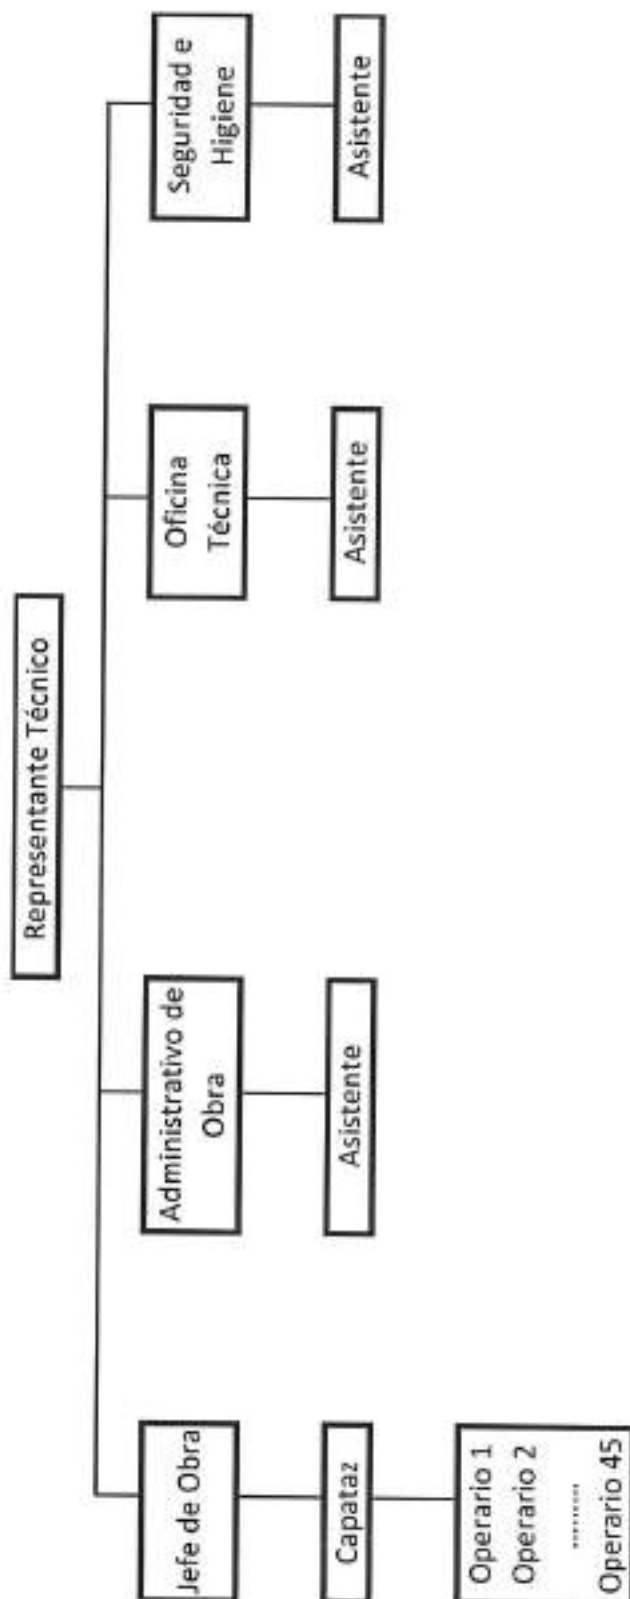 Representante Técnico
Jefe de Obra
Administrativo de
Obra
Oficina
Técnica
Seguridad e
Higiene
Capataz
Asistente
Asistente
Asistente
Operario 1
Operario 2
..........
Operario 45